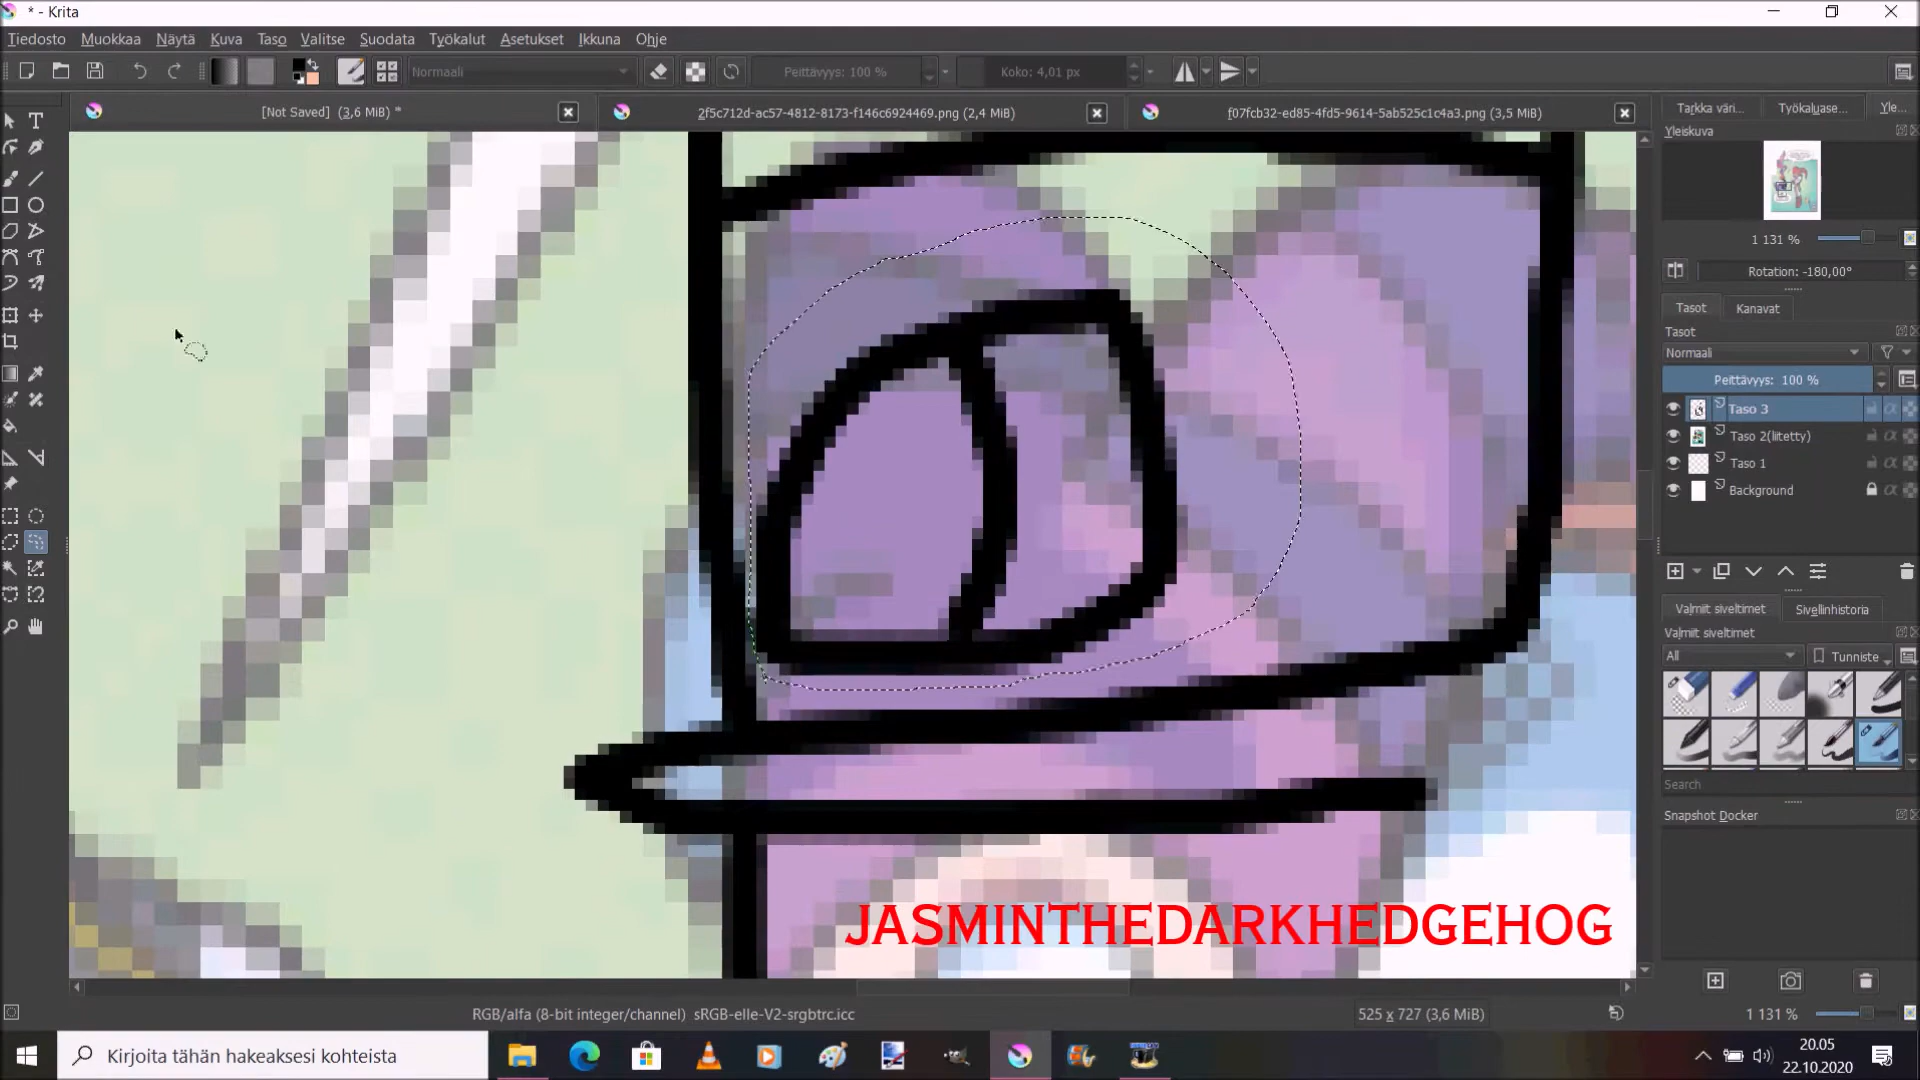 * - Krita
Tiedosto Muokkaa Näytä Kuva Taso Valitse Suodata Työkalut Asetukset Ikkuna Ohje
Normaali Peittävyys: 100 % Koko: 4,01 px
[Not Saved] (3,6 MiB) * 2f5c712d-ac57-4812-8173-f146c6924469.png (2,4 MiB) f07fcb32-ed85-4fd5-9614-5ab525c1c4a3.png (3,5 MiB)
Tarkka väri... Työkaluase... Yle...
Yleiskuva
1 131 %
Rotation: -180,00°
Tasot Kanavat
Tasot
Normaali
Peittävyys: 100 %
Taso 3
Taso 2(liitetty)
Taso 1
Background
Valmiit siveltimet Sivellinhistoria
Valmiit siveltimet
All Tunniste
Search
Snapshot Docker
JASMINTHEDARKHEDGEHOG
RGB/alfa (8-bit integer/channel) sRGB-elle-V2-srgbtrc.icc 525 x 727 (3,6 MiB) 1 131 %
Kirjoita tähän hakeaksesi kohteista
20.05
22.10.2020